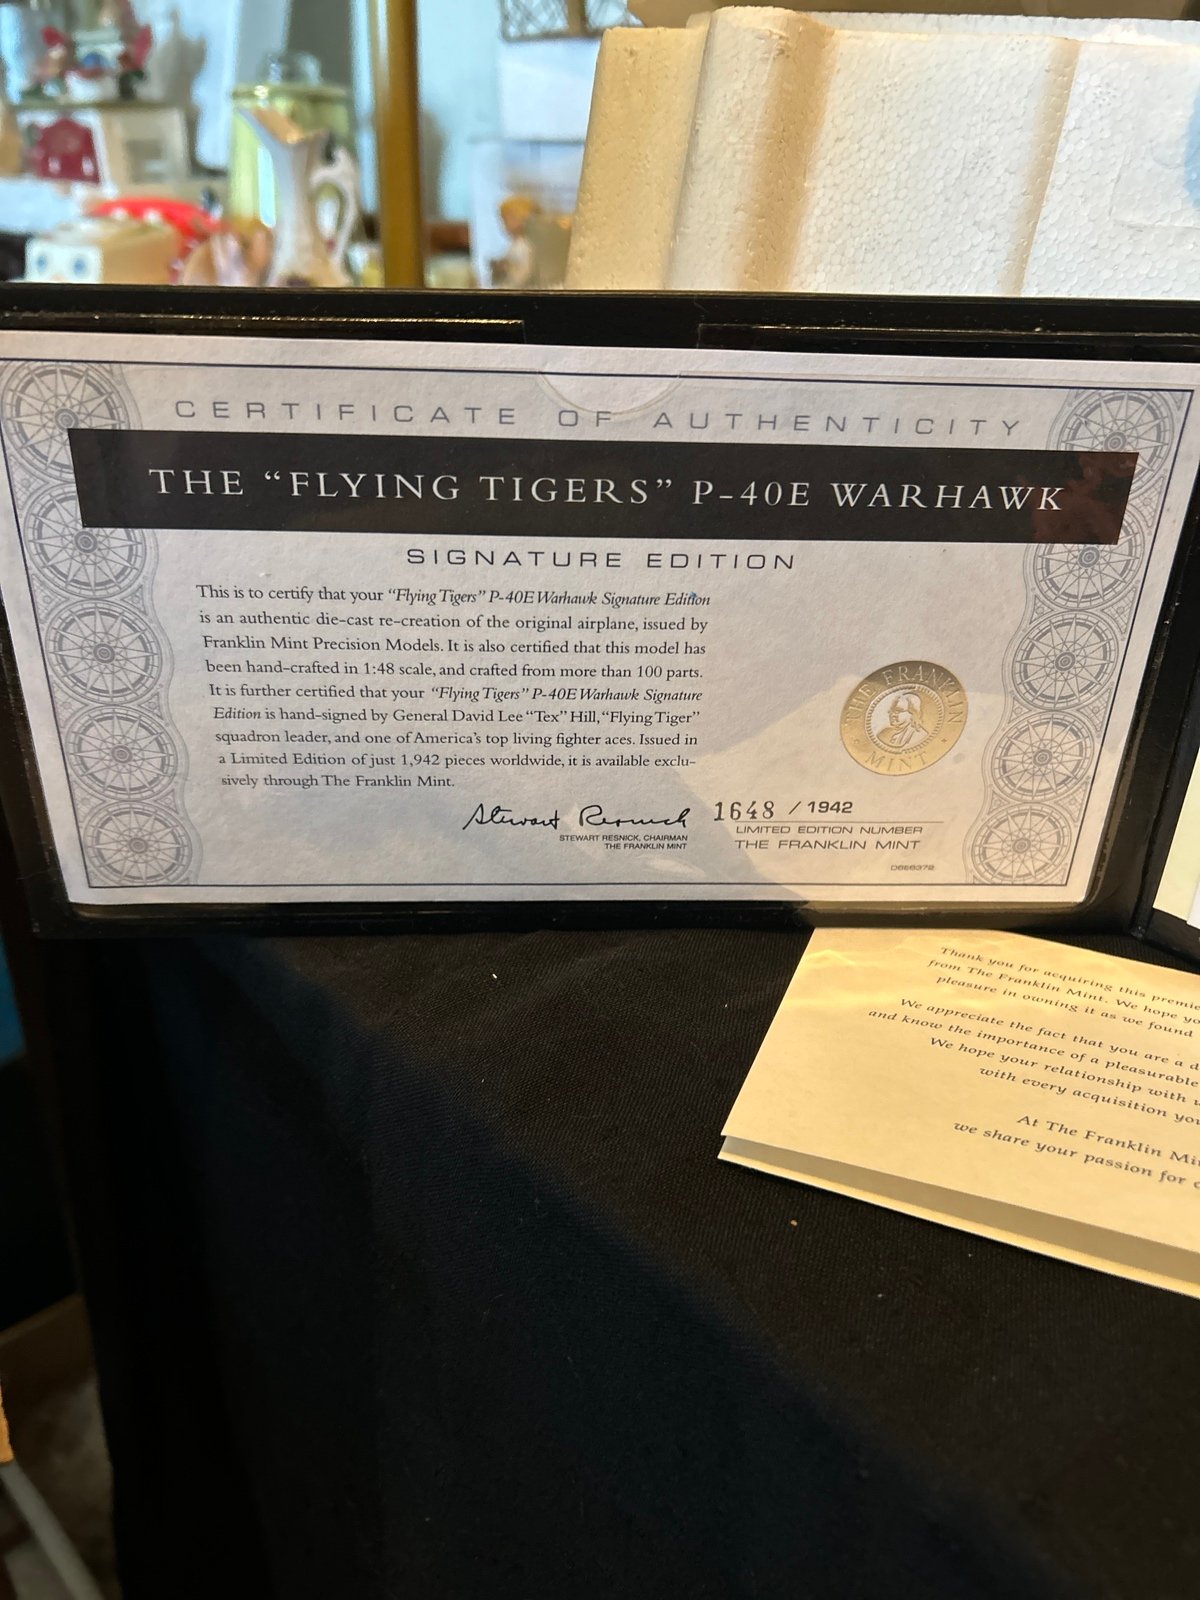 CERTIFICATE OF AUTHENTICITY
THE “FLYING TIGERS” P-40E WARHAWK
SIGNATURE EDITION
This is to certify that your “Flying Tigers” P-40E Warhawk Signature Edition
is an authentic die-cast re-creation of the original airplane, issued by
Franklin Mint Precision Models. It is also certified that this model has
been hand-crafted in 1:48 scale, and crafted from more than 100 parts.
It is further certified that your “Flying Tigers” P-40E Warhawk Signature
Edition is hand-signed by General David Lee “Tex” Hill, “Flying Tiger”
squadron leader, and one of America’s top living fighter aces. Issued in
a Limited Edition of just 1,942 pieces worldwide, it is available exclu-
sively through The Franklin Mint.
THE FRANKLIN
MINT
Stewart Resnick
STEWART RESNICK, CHAIRMAN
THE FRANKLIN MINT
1648 / 1942
LIMITED EDITION NUMBER
THE FRANKLIN MINT
Thank you for acquiring this
from The Franklin Mint. We hope
pleasure in owning it as we found
We appreciate the fact that you are a
and know the importance of a pleasurable
We hope your relationship with
with every acquisition
At The Franklin
we share your passion for